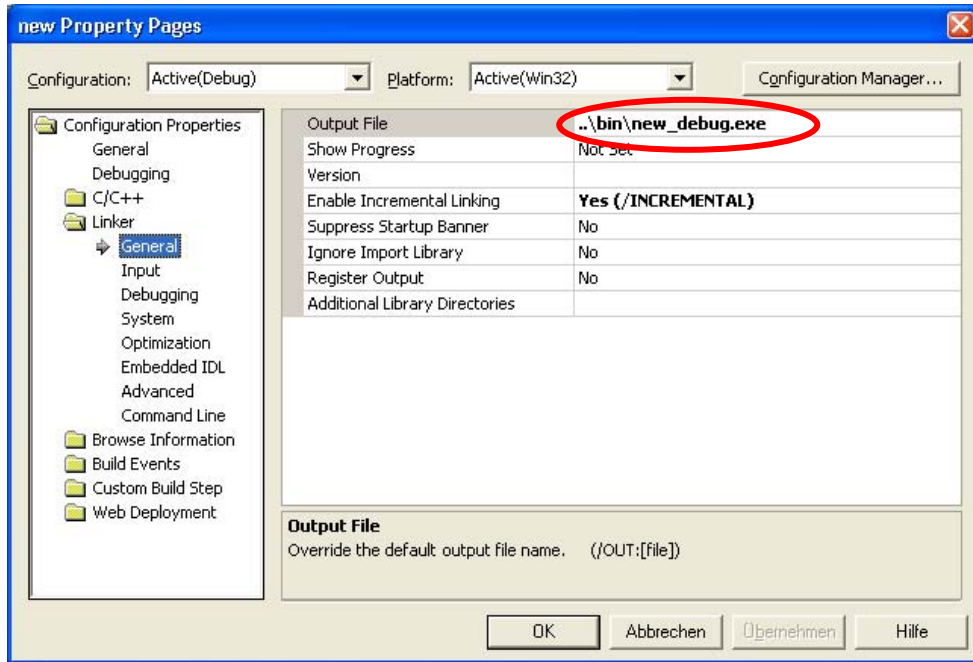 new Property Pages
Configuration: Active(Debug) Platform: Active(Win32) Configuration Manager...
Configuration Properties
General
Debugging
C/C++
Linker
General
Input
Debugging
System
Optimization
Embedded IDL
Advanced
Command Line
Browse Information
Build Events
Custom Build Step
Web Deployment
Output File ..\bin\new_debug.exe
Show Progress Not Set
Version
Enable Incremental Linking Yes (/INCREMENTAL)
Suppress Startup Banner No
Ignore Import Library No
Register Output No
Additional Library Directories
Output File
Override the default output file name. (/OUT:[file])
OK Abbrechen Übernehmen Hilfe